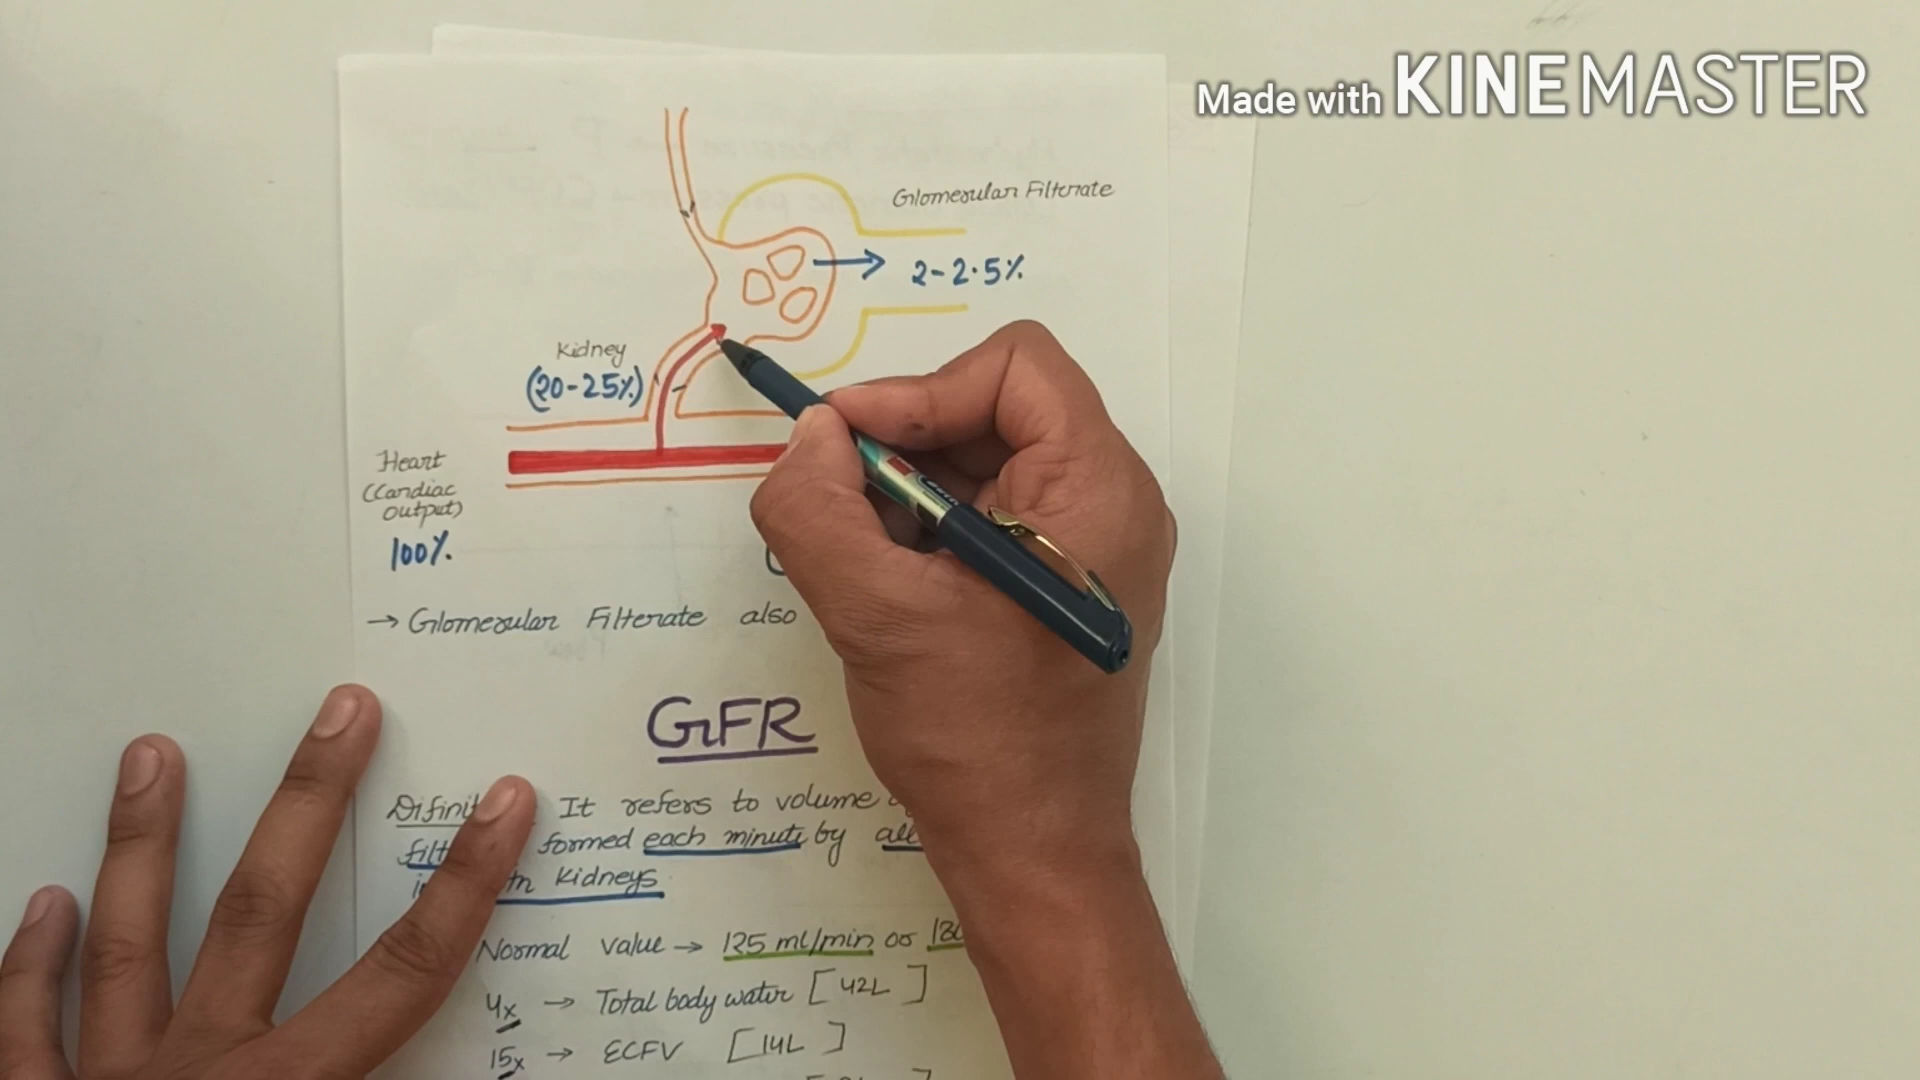 Made with KINEMASTER
Glomerular Filterate
2-2.5%
Kidney
(20-25%)
Heart
(Cardiac
output)
100%
→ Glomerular Filterate also
GFR
It refers to volume
formed each minute by all
Kidneys
Normal value → 125 ml/min or
4x → Total body water [42L]
15x → ECFV [14L]